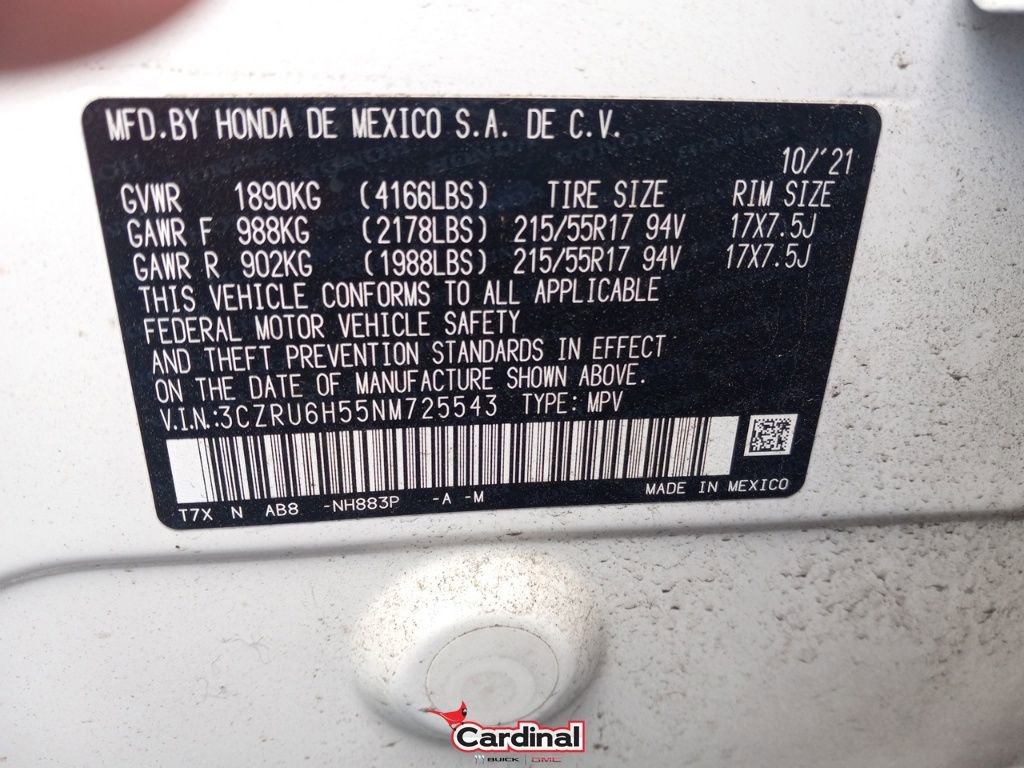 MFD.BY HONDA DE MEXICO S.A. DE C.V.
10/'21
GVWR 1890KG (4166LBS) TIRE SIZE RIM SIZE
GAWR F 988KG (2178LBS) 215/55R17 94V 17X7.5J
GAWR R 902KG (1988LBS) 215/55R17 94V 17X7.5J
THIS VEHICLE CONFORMS TO ALL APPLICABLE
FEDERAL MOTOR VEHICLE SAFETY
AND THEFT PREVENTION STANDARDS IN EFFECT
ON THE DATE OF MANUFACTURE SHOWN ABOVE.
V.I.N.:3CZRU6H55NM725543 TYPE: MPV
T7X N AB8 -NH883P -A -M MADE IN MEXICO
Cardinal
BUICK GMC